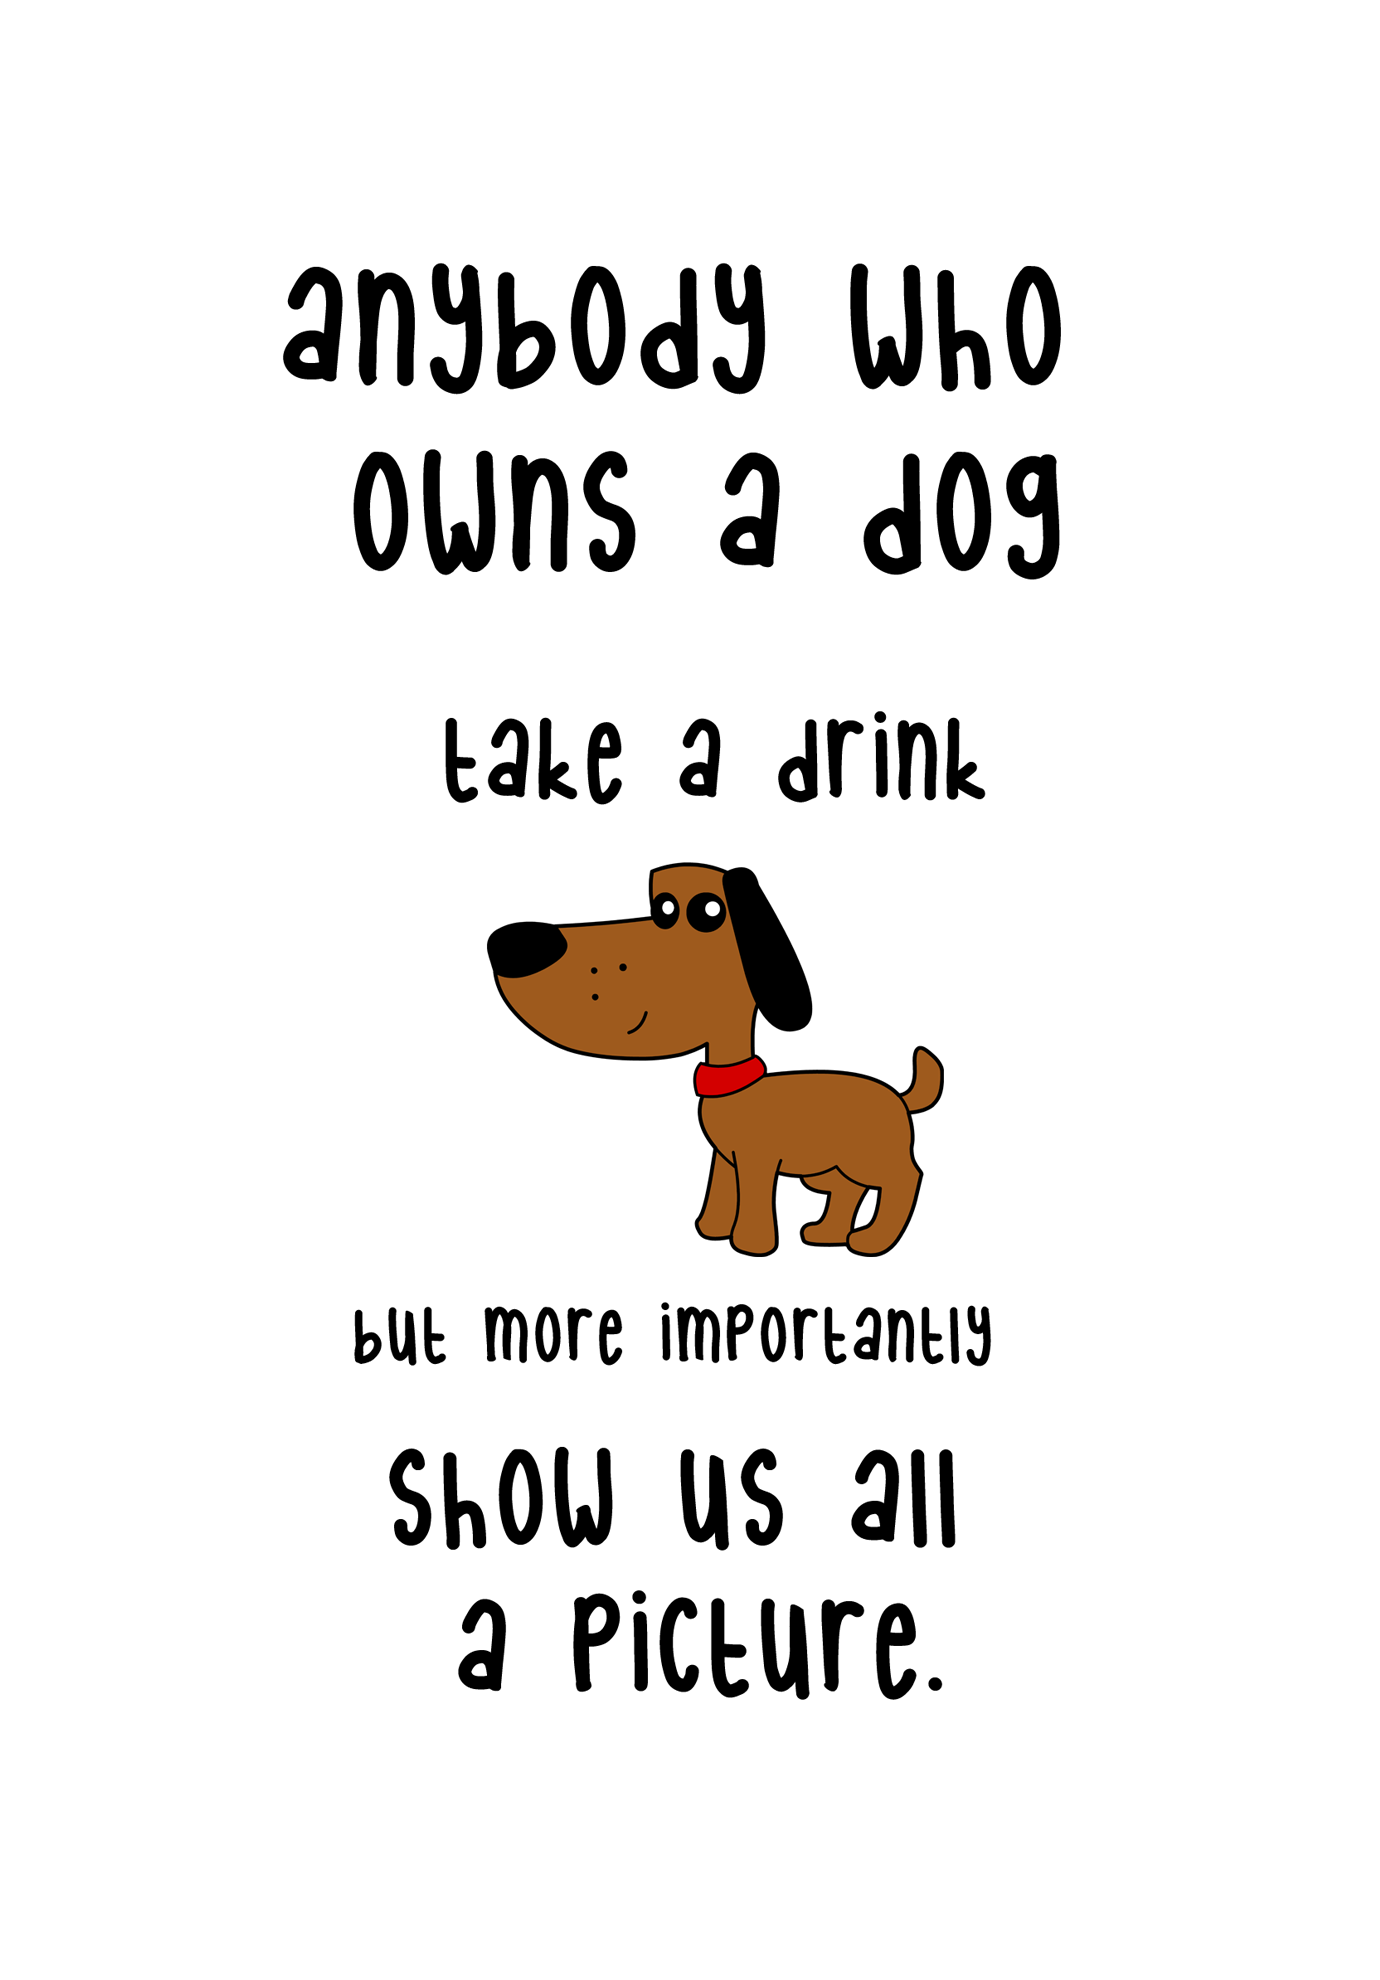 anybody who
owns a dog
take a drink
but more importantly
show us all
a picture.